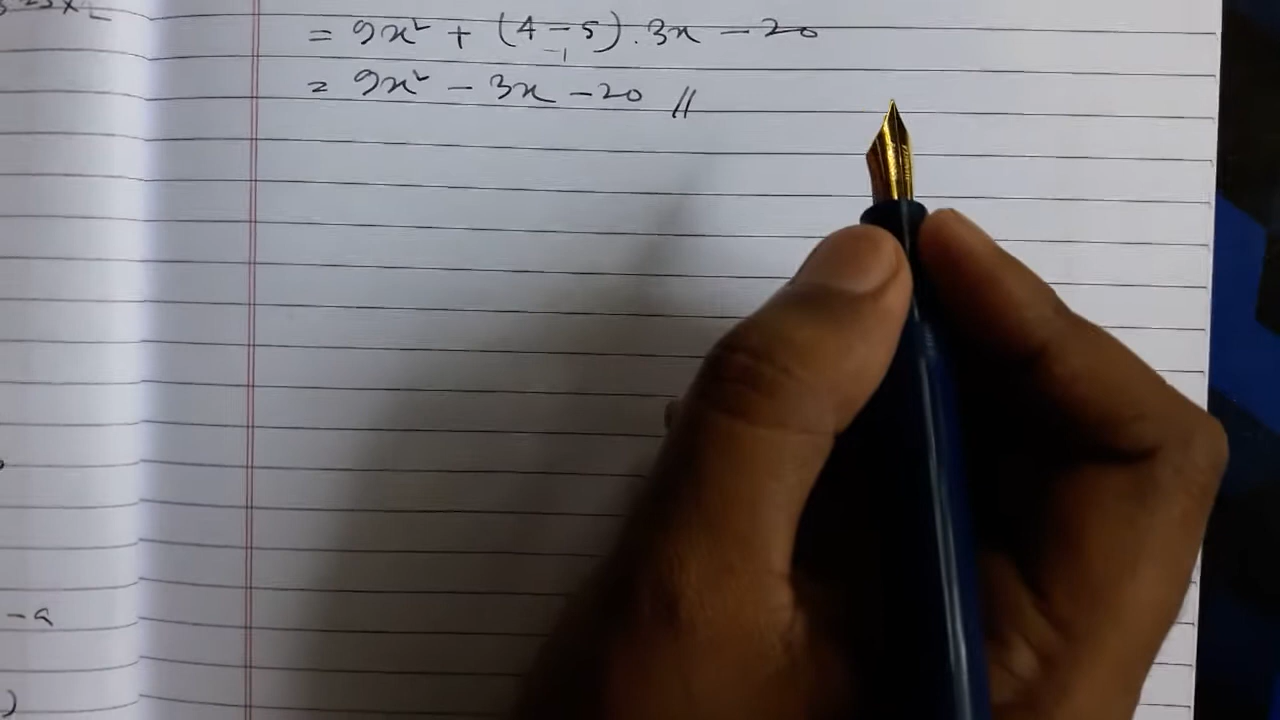 = 9x² + (4-5).3x - 20
-1
= 9x² - 3x - 20 //
-a
)